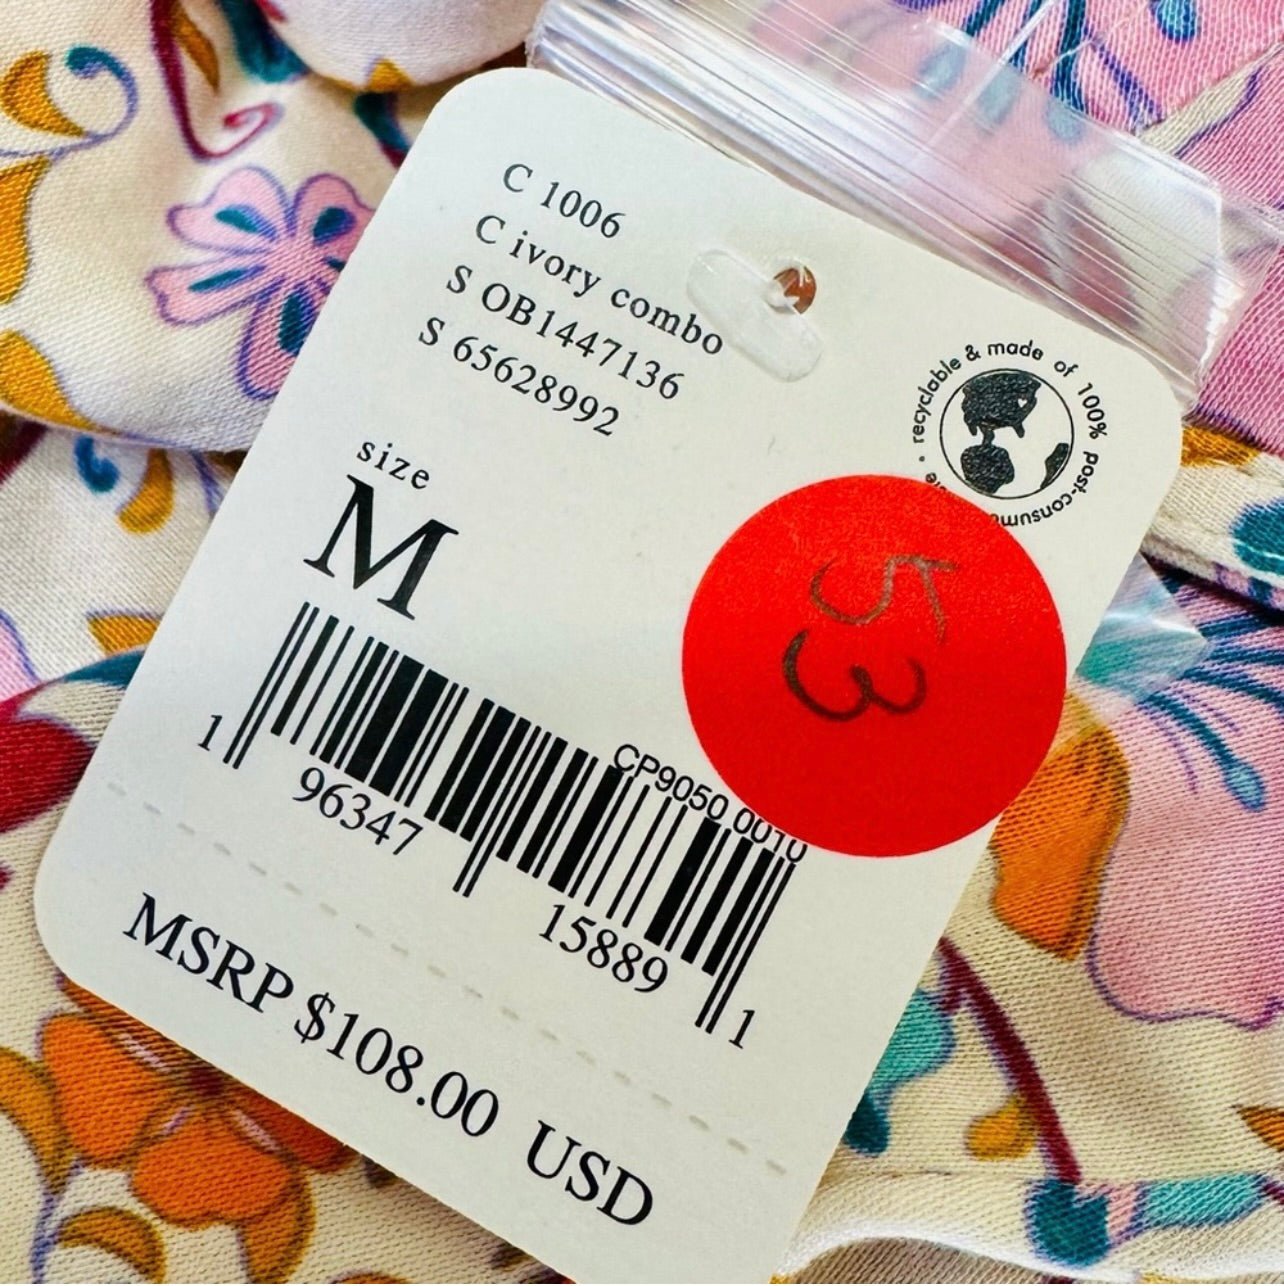 C 1006
C ivory combo
S OB1447136
S 65628992
recyclable & made of 100% post-consume
size
M
53
CP9050 0010
1 96347 15889 1
MSRP $108.00 USD